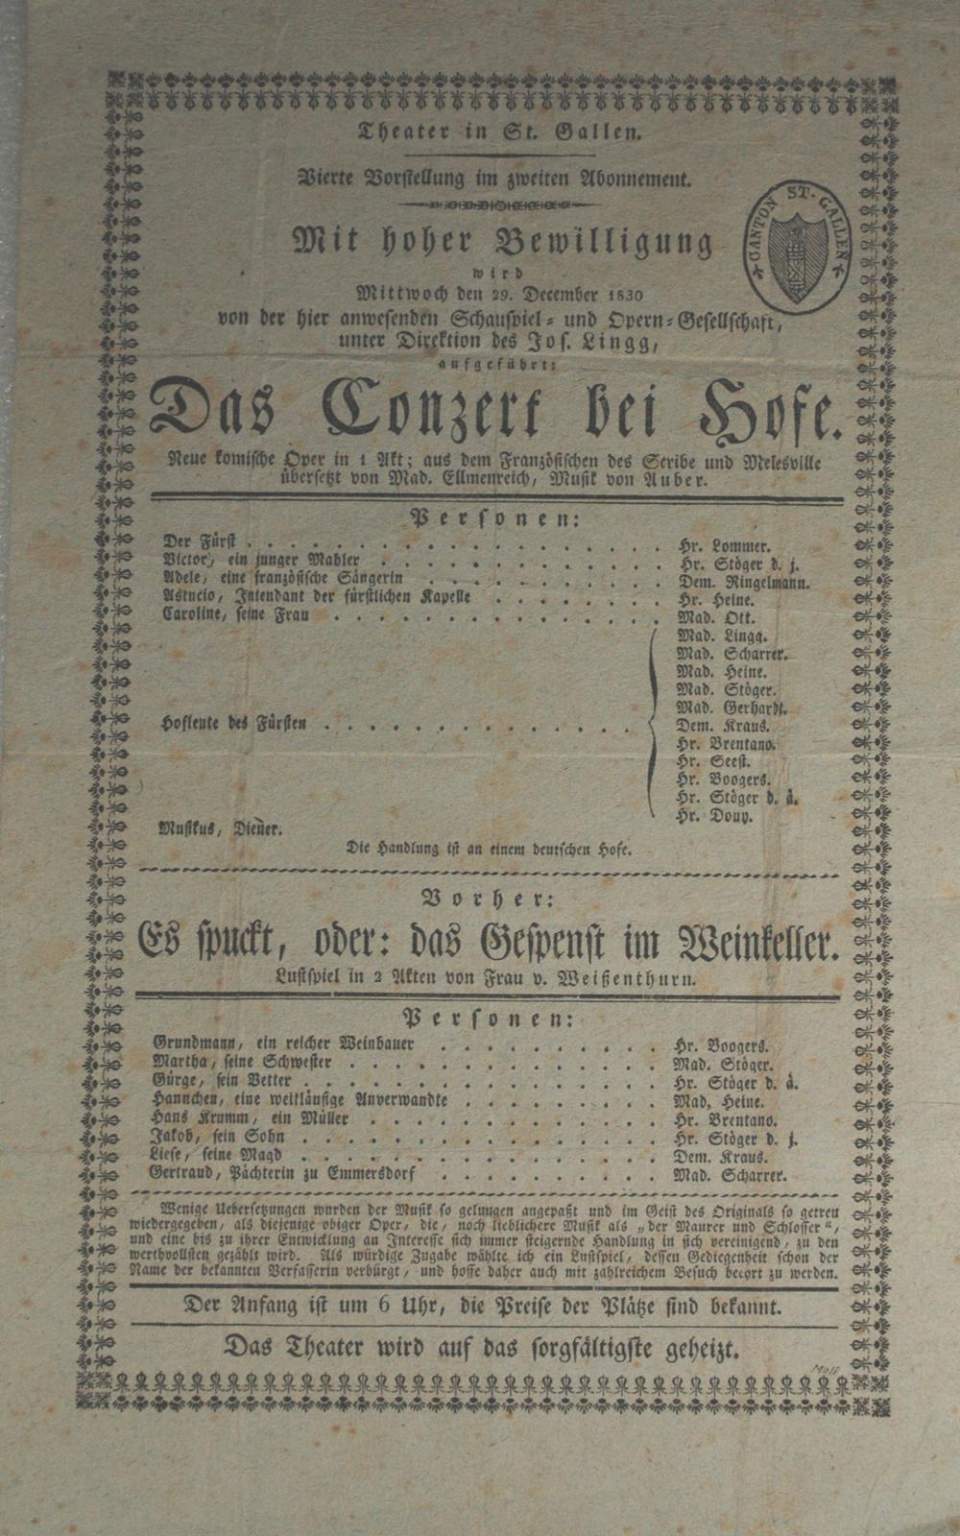 Theater in St. Gallen.
Vierte Vorstellung im zweiten Abonnement.
CANTON ST. GALLEN
Mit hoher Bewilligung
wird
Mittwoch den 29. December 1830
von der hier anwesenden Schauspiel- und Opern-Gesellschaft,
unter Direktion des Jos. Lingg,
aufgeführt:
Das Conzert bei Hofe.
Neue komische Oper in 1 Akt; aus dem Französischen des Scribe und Melesville
übersetzt von Mad. Ellmenreich, Musik von Auber.
Personen:
Der Fürst . . . . . . . . . . . . . . . . . Hr. Lommer.
Victor, ein junger Mahler . . . . . . . . . . . . Hr. Stöger d. j.
Adele, eine französische Sängerin . . . . . . . . . . Dem. Ringelmann.
Astucio, Intendant der fürstlichen Kapelle . . . . . . . Hr. Heine.
Caroline, seine Frau . . . . . . . . . . . . . . Mad. Ott.
Mad. Lingg.
Mad. Scharrer.
Mad. Heine.
Mad. Stöger.
Mad. Gerhardt.
Hofleute des Fürsten . . . . . . . . . . . . . Dem. Kraus.
Hr. Brentano.
Hr. Seest.
Hr. Boogers.
Hr. Stöger d. ä.
Hr. Douy.
Musikus, Diener.
Die Handlung ist an einem deutschen Hofe.
Vorher:
Es spuckt, oder: das Gespenst im Weinkeller.
Lustspiel in 2 Akten von Frau v. Weißenthurn.
Personen:
Grundmann, ein reicher Weinbauer . . . . . . . . . . Hr. Boogers.
Martha, seine Schwester . . . . . . . . . . . . . Mad. Stöger.
Gürge, sein Vetter . . . . . . . . . . . . . . . Hr. Stöger d. ä.
Hannchen, eine weitläufige Anverwandte . . . . . . . . . Mad. Heine.
Hans Krumm, ein Müller . . . . . . . . . . . . . Hr. Brentano.
Jakob, sein Sohn . . . . . . . . . . . . . . . Hr. Stöger d. j.
Liese, seine Magd . . . . . . . . . . . . . . . Dem. Kraus.
Gertraud, Pächterin zu Emmersdorf . . . . . . . . . . Mad. Scharrer.
Wenige Uebersetzungen wurden der Musik so gelungen angepaßt und im Geist des Originals so getreu
wiedergegeben, als diejenige obiger Oper, die, noch lieblichere Musik als „der Maurer und Schlosser“,
und eine bis zu ihrer Entwicklung an Interesse sich immer steigernde Handlung in sich vereinigend, zu den
werthvollsten gezählt wird. Als würdige Zugabe wählte ich ein Lustspiel, dessen Gediegenheit schon der
Name der bekannten Verfasserin verbürgt, und hoffe daher auch mit zahlreichem Besuch beehrt zu werden.
Der Anfang ist um 6 Uhr, die Preise der Plätze sind bekannt.
Das Theater wird auf das sorgfältigste geheizt.